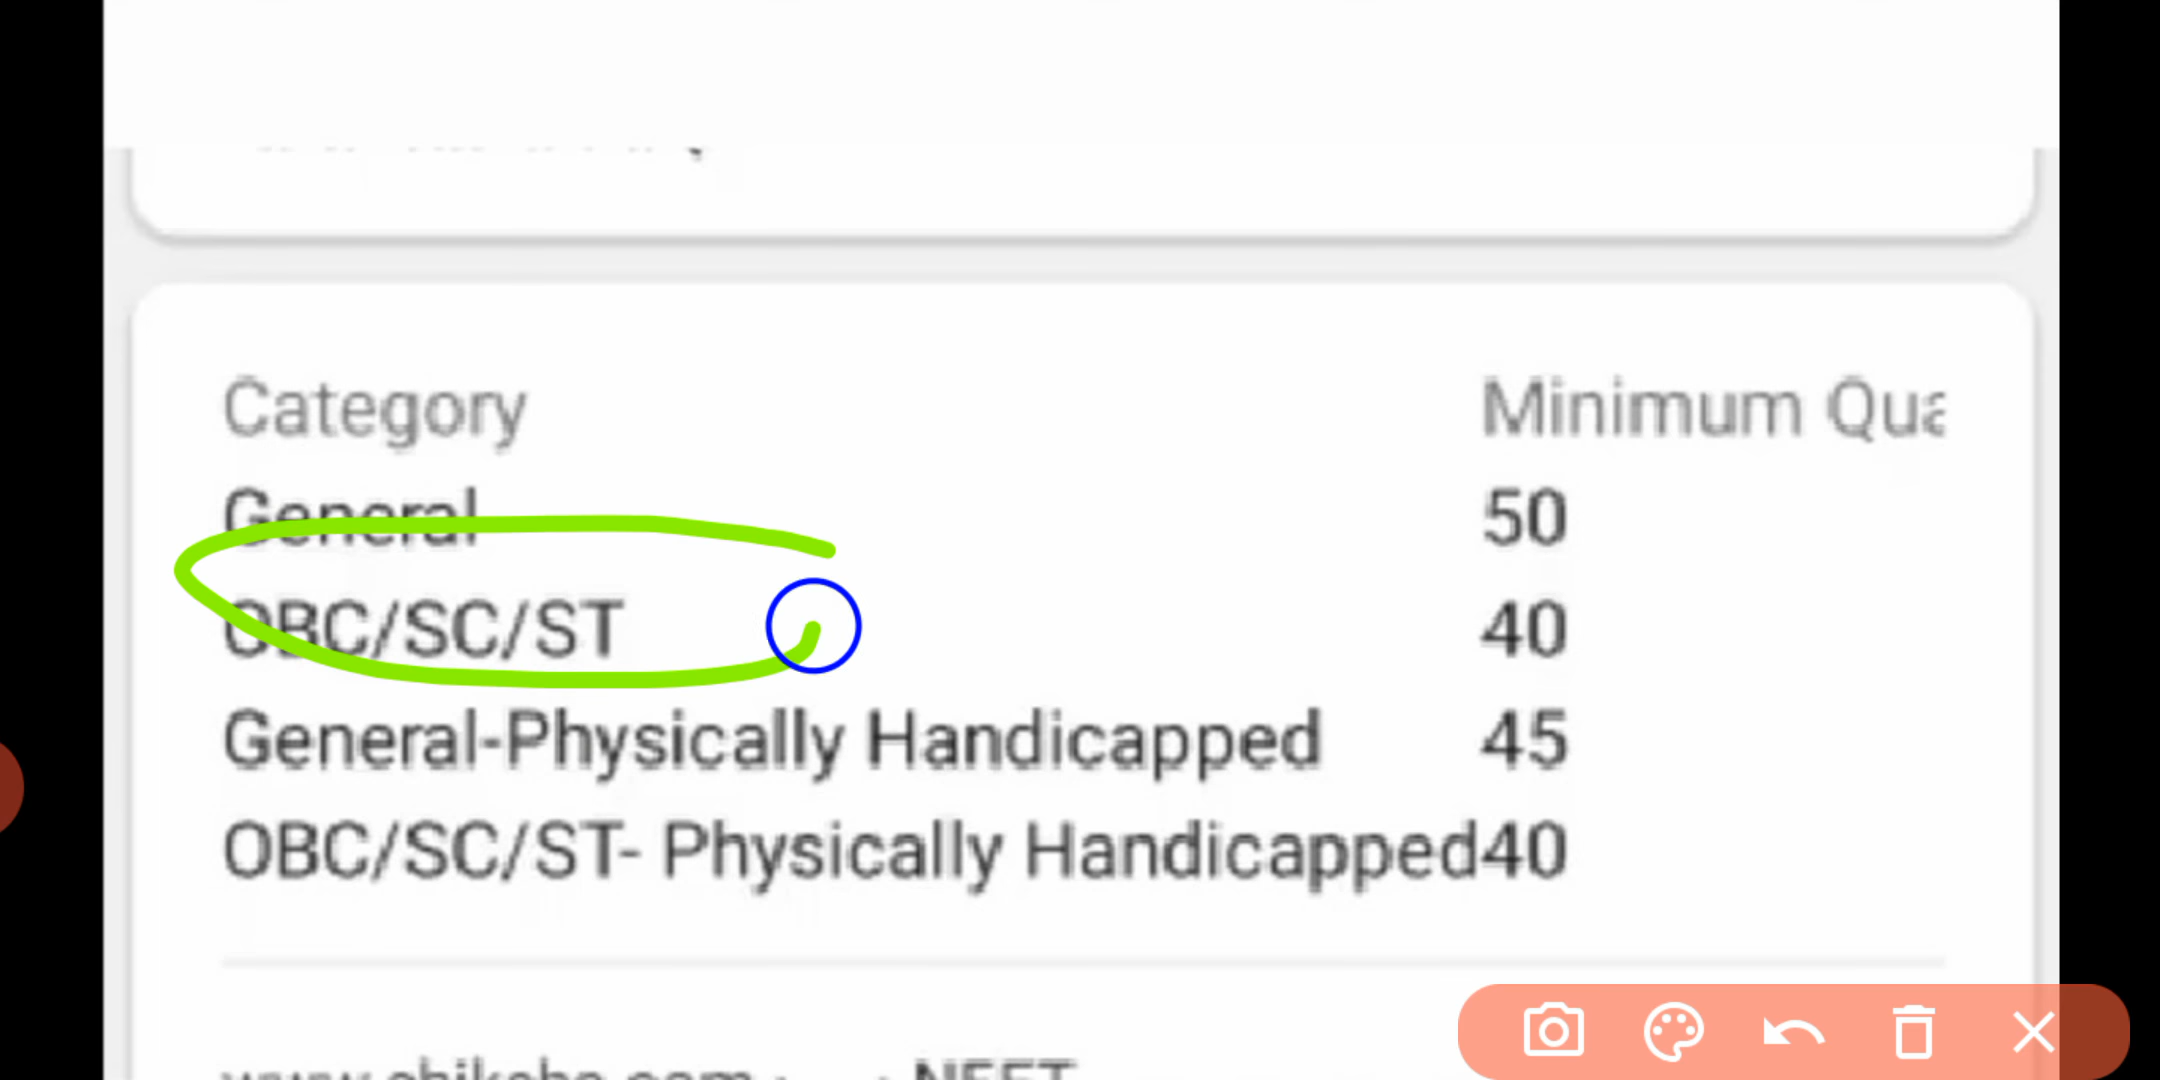 Category Minimum Qua
General 50
OBC/SC/ST 40
General-Physically Handicapped 45
OBC/SC/ST- Physically Handicapped40
NEET